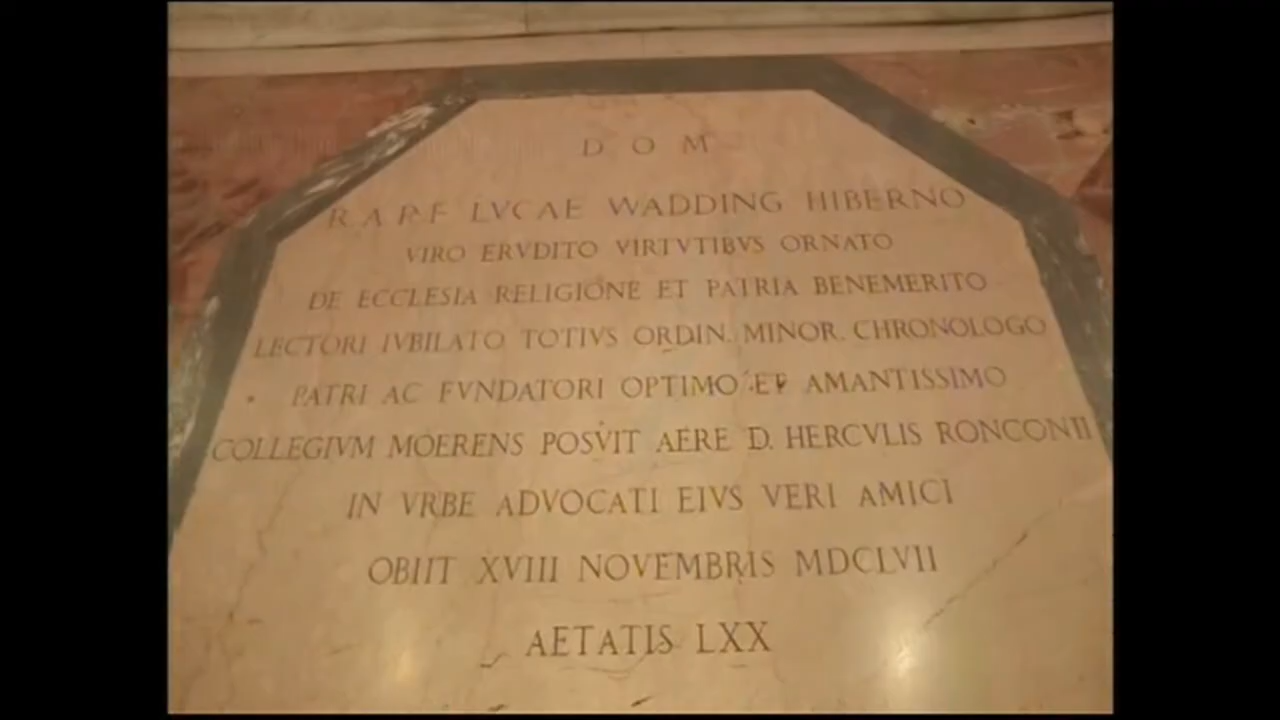 D O M
R. A. P. F LVCAE WADDING HIBERNO
VIRO ERVDITO VIRTVTIBVS ORNATO
DE ECCLESIA RELIGIONE ET PATRIA BENEMERITO
LECTORI IVBILATO TOTIVS ORDIN. MINOR. CHRONOLOGO
PATRI AC FVNDATORI OPTIMO ET AMANTISSIMO
COLLEGIVM MOERENS POSVIT AERE D. HERCVLIS RONCONII
IN VRBE ADVOCATI EIVS VERI AMICI
OBIIT XVIII NOVEMBRIS MDCLVII
AETATIS LXX